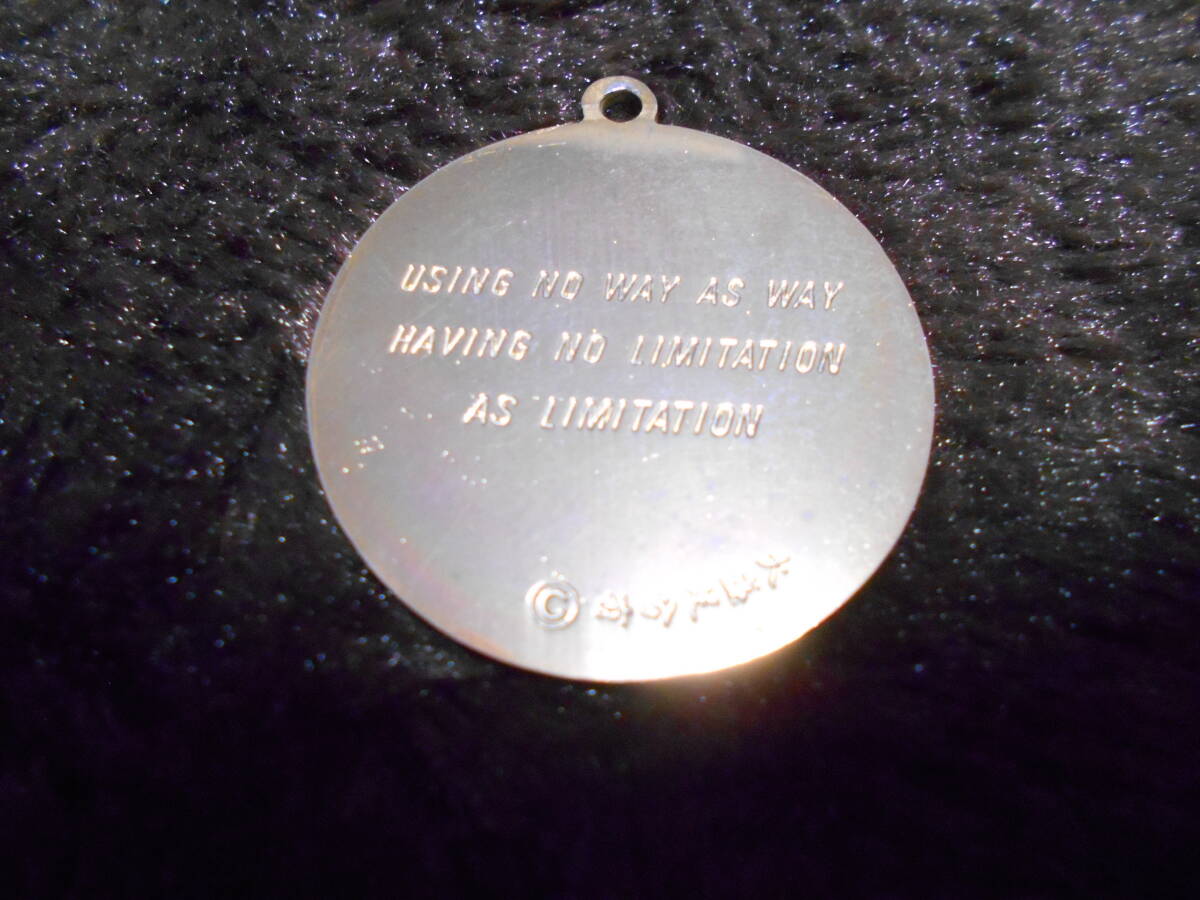 USING NO WAY AS WAY
HAVING NO LIMITATION
AS LIMITATION
©